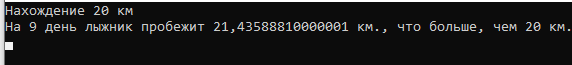 Нахождение 20 км
На 9 день лыжник пробежит 21,43588810000001 км., что больше, чем 20 км.